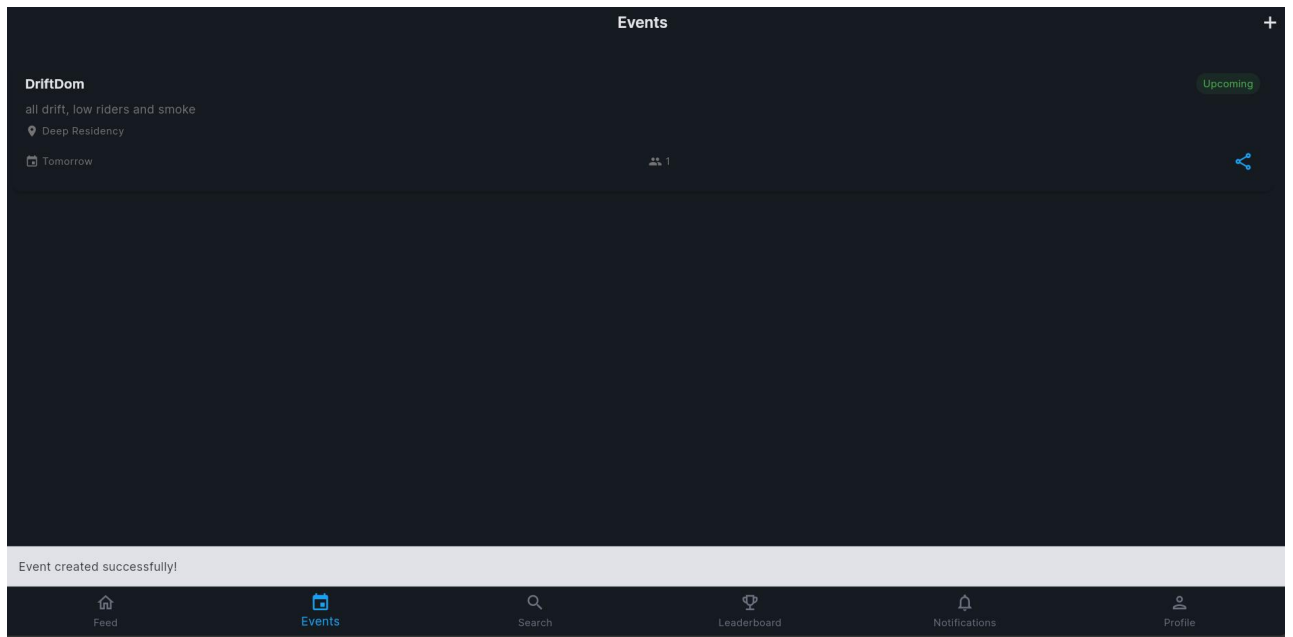 Events
DriftDom
Upcoming
all drift, low riders and smoke
Deep Residency
Tomorrow
1
Event created successfully!
Feed
Events
Search
Leaderboard
Notifications
Profile